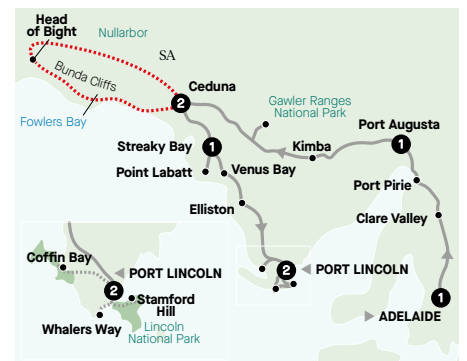 Head
of Bight
Nullarbor
SA
Bunda Cliffs
Ceduna
2
Fowlers Bay
Gawler Ranges
National Park
Port Augusta
1
Streaky Bay
1
Kimba
Point Labatt
Venus Bay
Port Pirie
Elliston
Clare Valley
Coffin Bay
PORT LINCOLN
2
PORT LINCOLN
2
Stamford
Hill
1
Whalers Way
Lincoln
National Park
ADELAIDE